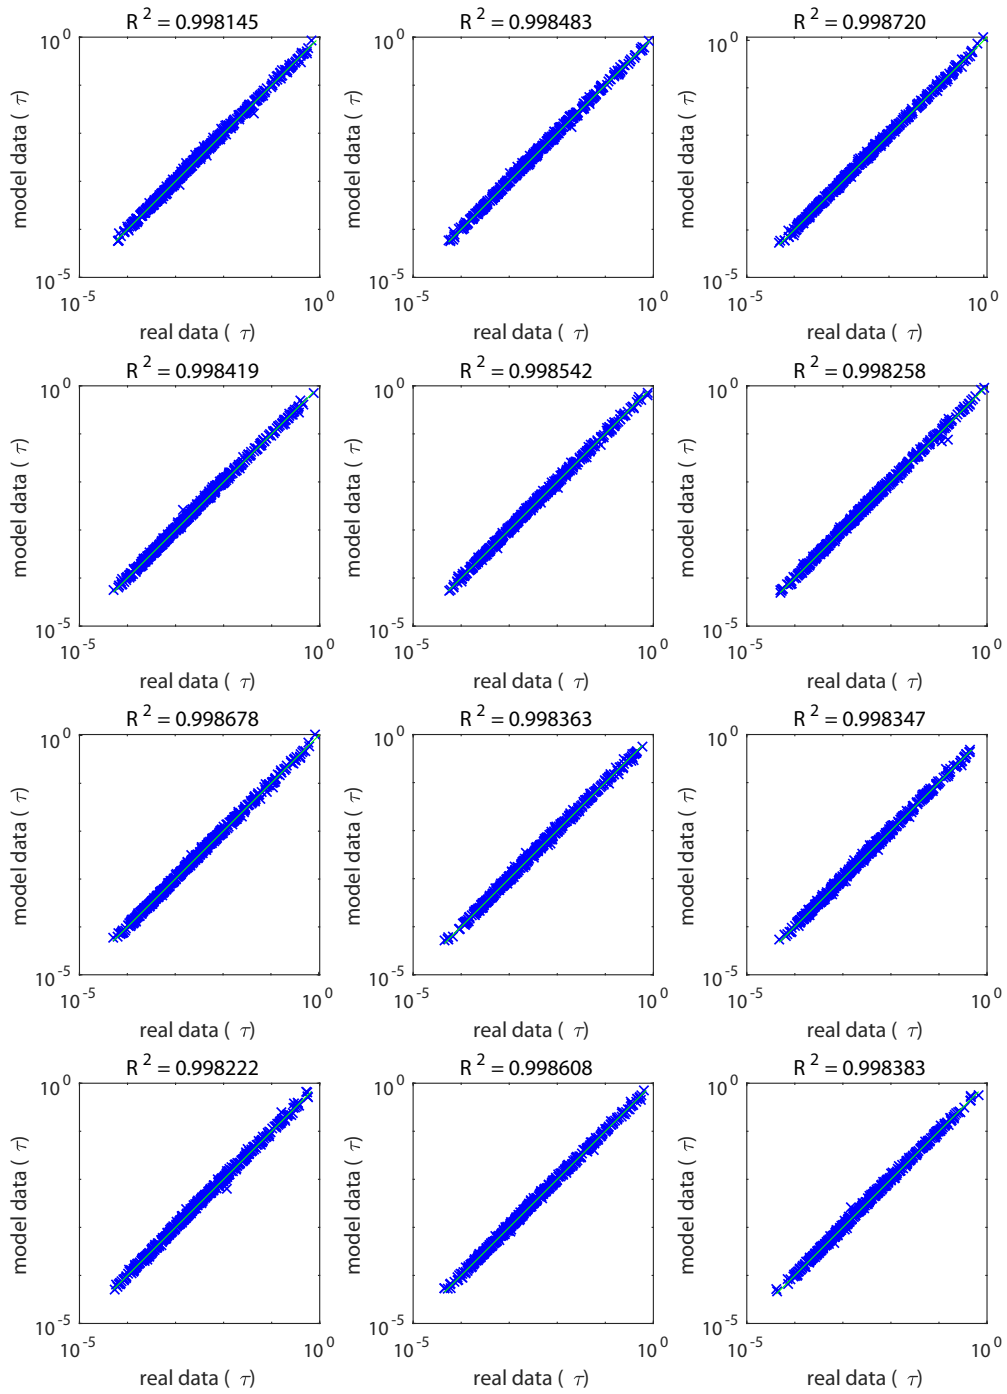 R 2 = 0.998145
R 2 = 0.998483
R 2 = 0.998720
10 0
10 -5
10 -5
10 0
model data ( τ)
real data ( τ)
10 0
10 -5
10 -5
10 0
model data ( τ)
real data ( τ)
10 0
10 -5
10 -5
10 0
model data ( τ)
real data ( τ)
R 2 = 0.998419
R 2 = 0.998542
R 2 = 0.998258
10 0
10 -5
10 -5
10 0
model data ( τ)
real data ( τ)
10 0
10 -5
10 -5
10 0
model data ( τ)
real data ( τ)
10 0
10 -5
10 -5
10 0
model data ( τ)
real data ( τ)
R 2 = 0.998678
R 2 = 0.998363
R 2 = 0.998347
10 0
10 -5
10 -5
10 0
model data ( τ)
real data ( τ)
10 0
10 -5
10 -5
10 0
model data ( τ)
real data ( τ)
10 0
10 -5
10 -5
10 0
model data ( τ)
real data ( τ)
R 2 = 0.998222
R 2 = 0.998608
R 2 = 0.998383
10 0
10 -5
10 -5
10 0
model data ( τ)
real data ( τ)
10 0
10 -5
10 -5
10 0
model data ( τ)
real data ( τ)
10 0
10 -5
10 -5
10 0
model data ( τ)
real data ( τ)